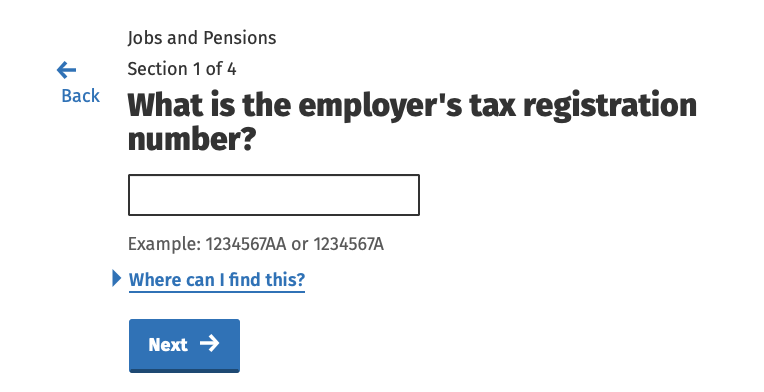 Jobs and Pensions
Section 1 of 4
Back
What is the employer's tax registration
number?
Example: 1234567AA or 1234567A
Where can I find this?
Next